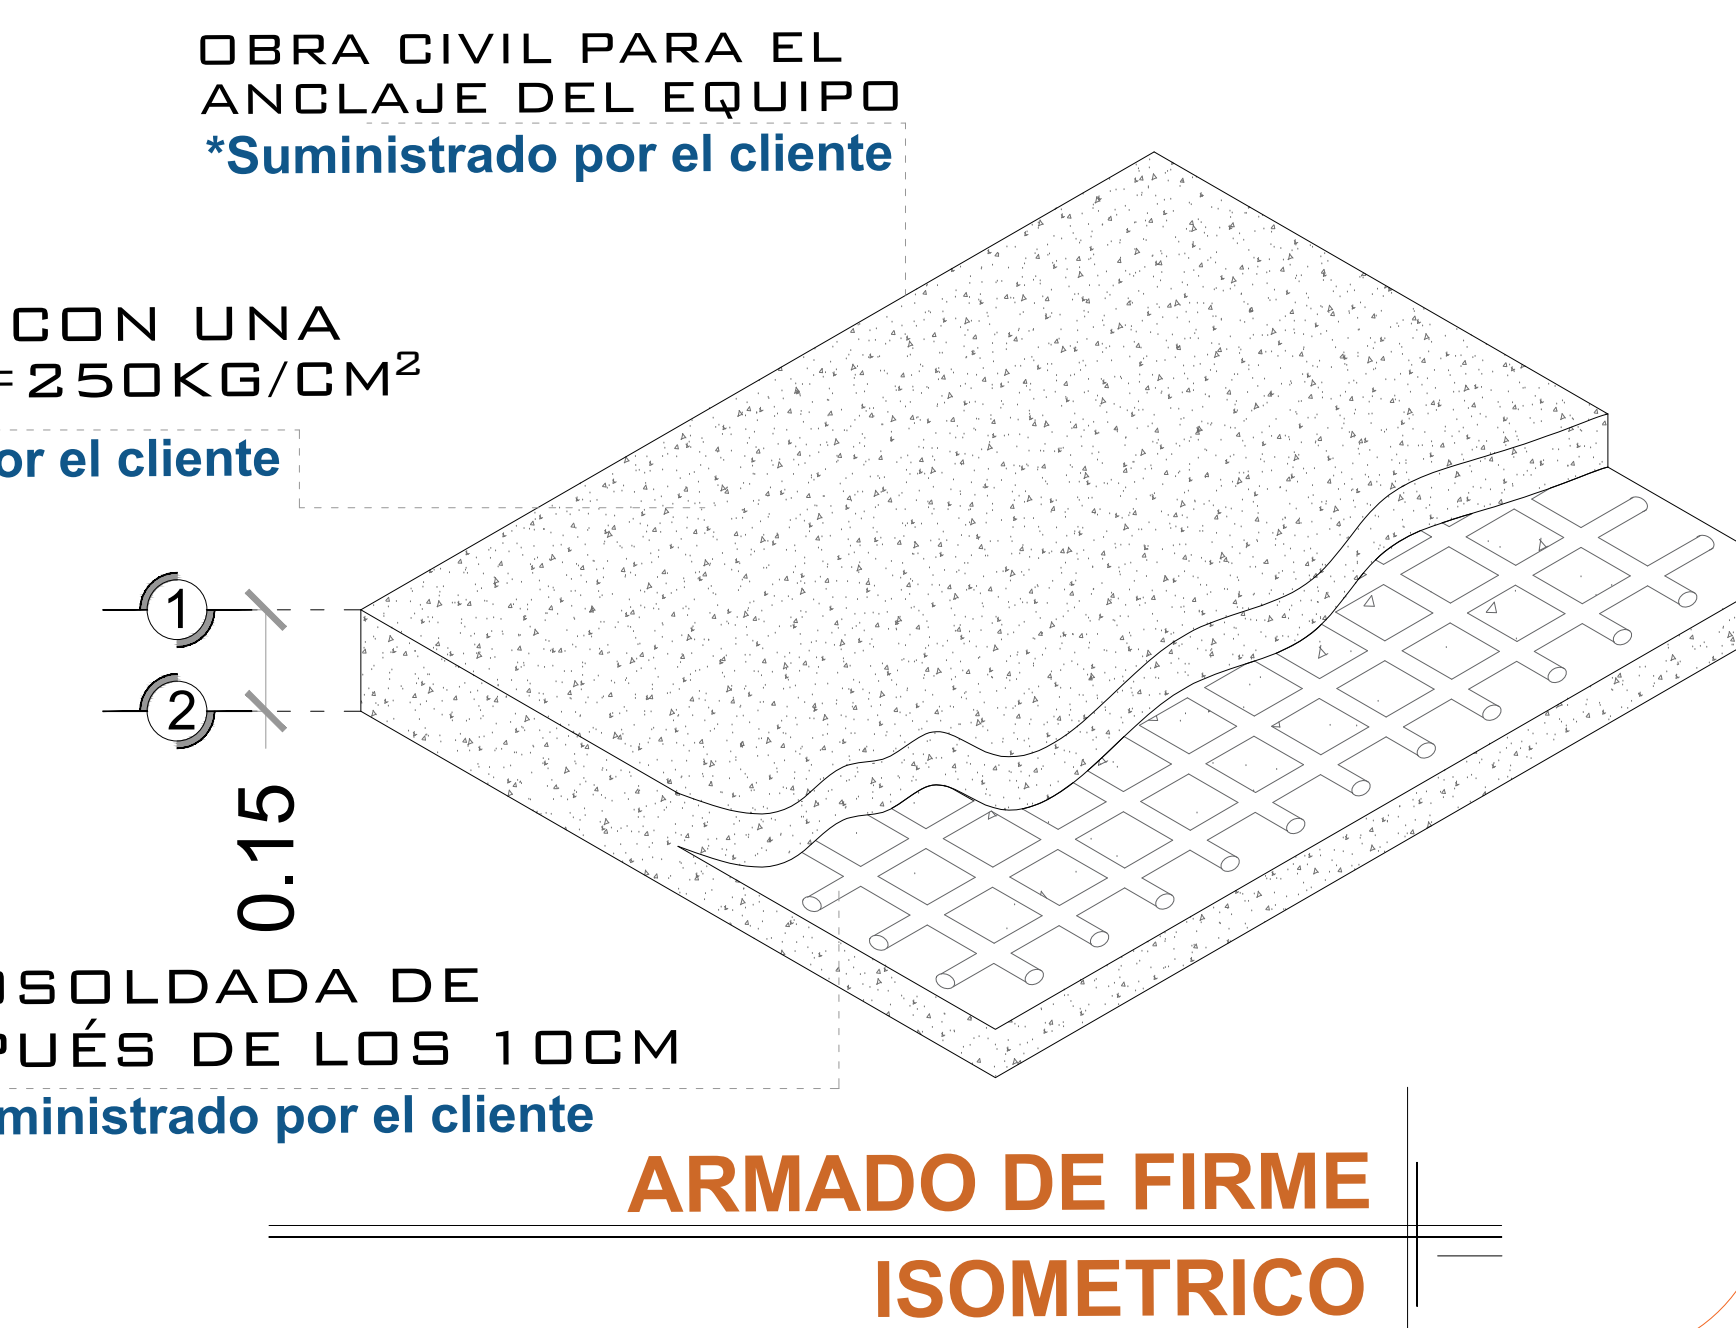 OBRA CIVIL PARA EL
ANCLAJE DEL EQUIPO
*Suministrado por el cliente
CON UNA
=250KG/CM²
or el cliente
1
2
0.15
OSOLDADA DE
PUÉS DE LOS 10CM
ministrado por el cliente
ARMADO DE FIRME
ISOMETRICO